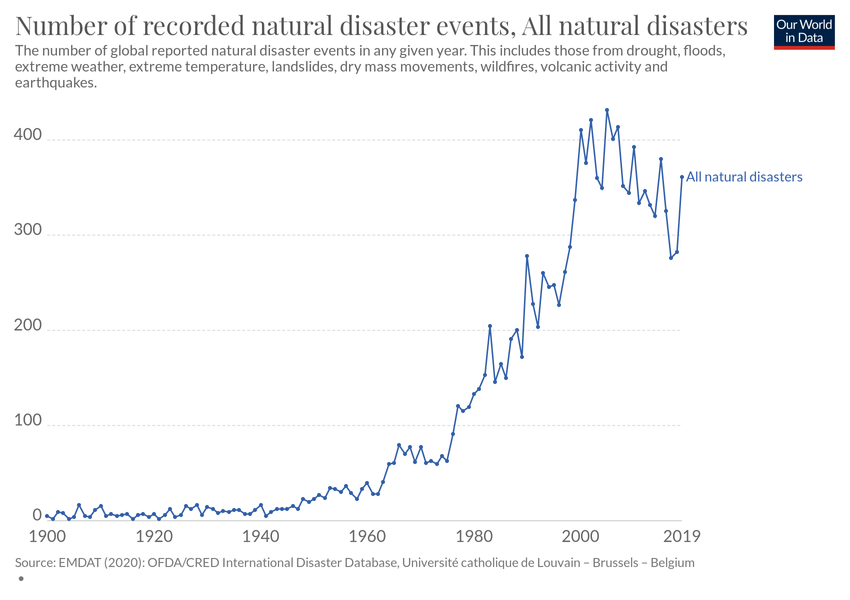 Number of recorded natural disaster events, All natural disasters
Our World
in Data
The number of global reported natural disaster events in any given year. This includes those from drought, floods,
extreme weather, extreme temperature, landslides, dry mass movements, wildfires, volcanic activity and
earthquakes.
400
All natural disasters
300
200
100
0
1900 1920 1940 1960 1980 2000 2019
Source: EMDAT (2020): OFDA/CRED International Disaster Database, Université catholique de Louvain – Brussels – Belgium
•